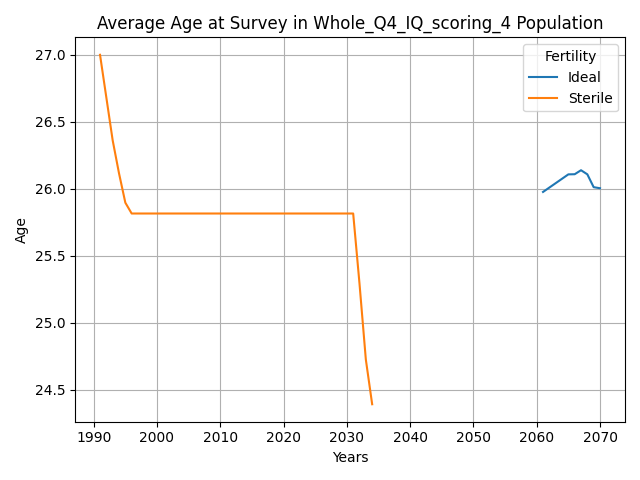 Average Age at Survey in Whole_Q4_IQ_scoring_4 Population
Fertility
Ideal
Sterile
27.0
26.5
26.0
25.5
25.0
24.5
Age
1990 2000 2010 2020 2030 2040 2050 2060 2070
Years